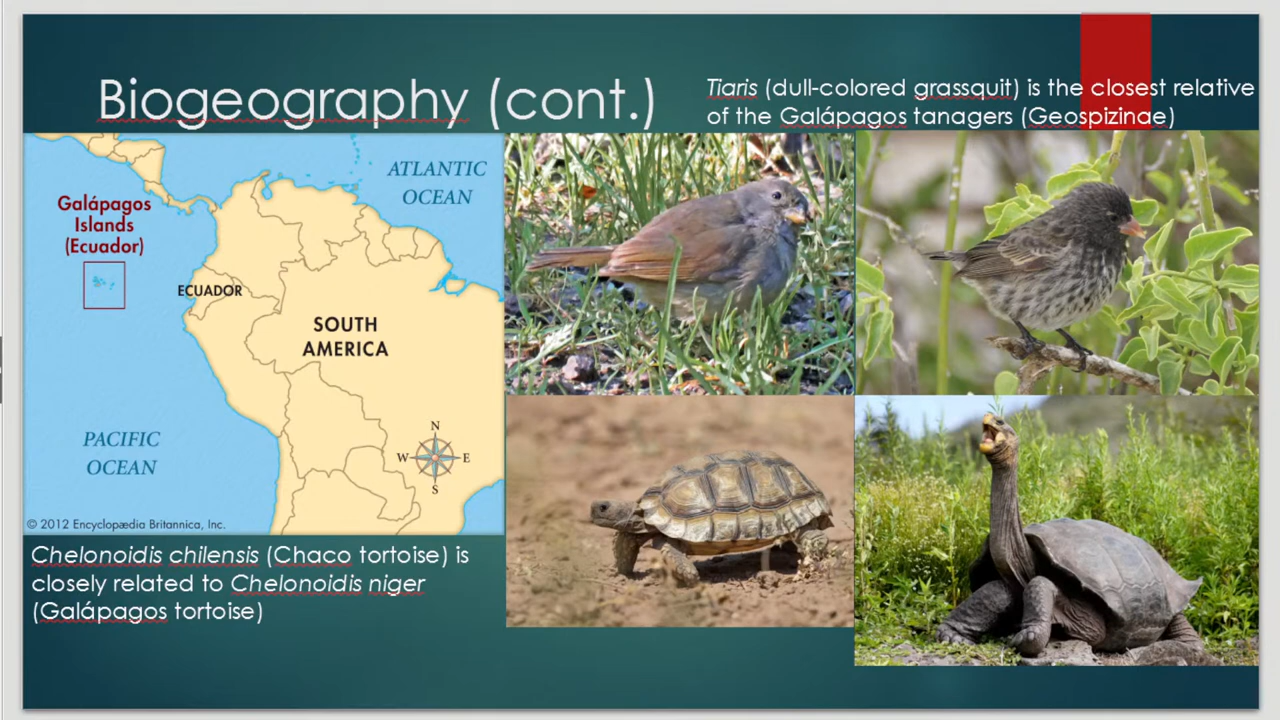 Biogeography (cont.)
Tiaris (dull-colored grassquit) is the closest relative
of the Galápagos tanagers (Geospizinae)
ATLANTIC
OCEAN
Galápagos
Islands
(Ecuador)
ECUADOR
SOUTH
AMERICA
PACIFIC
OCEAN
N
W E
S
© 2012 Encyclopædia Britannica, Inc.
Chelonoidis chilensis (Chaco tortoise) is
closely related to Chelonoidis niger
(Galápagos tortoise)